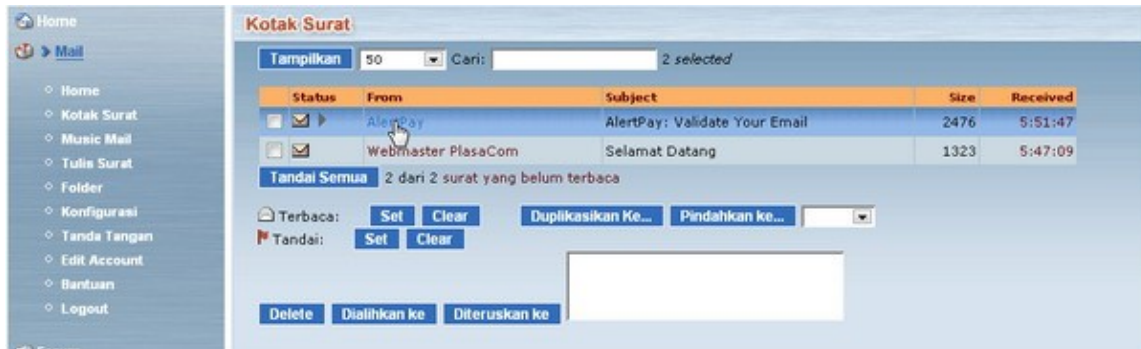 Home
Mail
Home
Kotak Surat
Music Mail
Tulis Surat
Folder
Konfigurasi
Tanda Tangan
Edit Account
Bantuan
Logout
Kotak Surat
Tampilkan 50 Cari: 2 selected
Status From Subject Size Received
AlertPay AlertPay: Validate Your Email 2476 5:51:47
Webmaster PlasaCom Selamat Datang 1323 5:47:09
Tandai Semua 2 dari 2 surat yang belum terbaca
Terbaca: Set Clear Duplikasikan Ke... Pindahkan ke...
Tandai: Set Clear
Delete Dialihkan ke Diteruskan ke